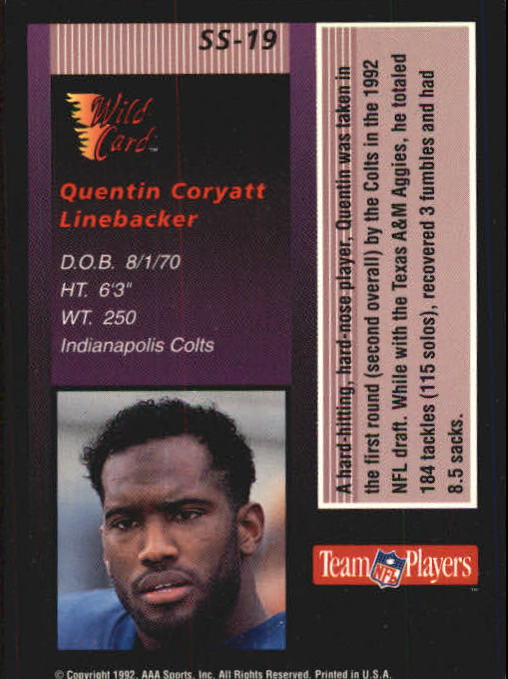 SS-19
Wild
Card™
Quentin Coryatt
Linebacker
D.O.B. 8/1/70
HT. 6'3"
WT. 250
Indianapolis Colts
A hard-hitting, hard-nose player, Quentin was taken in
the first round (second overall) by the Colts in the 1992
NFL draft. While with the Texas A&M Aggies, he totaled
184 tackles (115 solos), recovered 3 fumbles and had
8.5 sacks.
Team NFL Players™
© Copyright 1992, AAA Sports, Inc. All Rights Reserved. Printed in U.S.A.